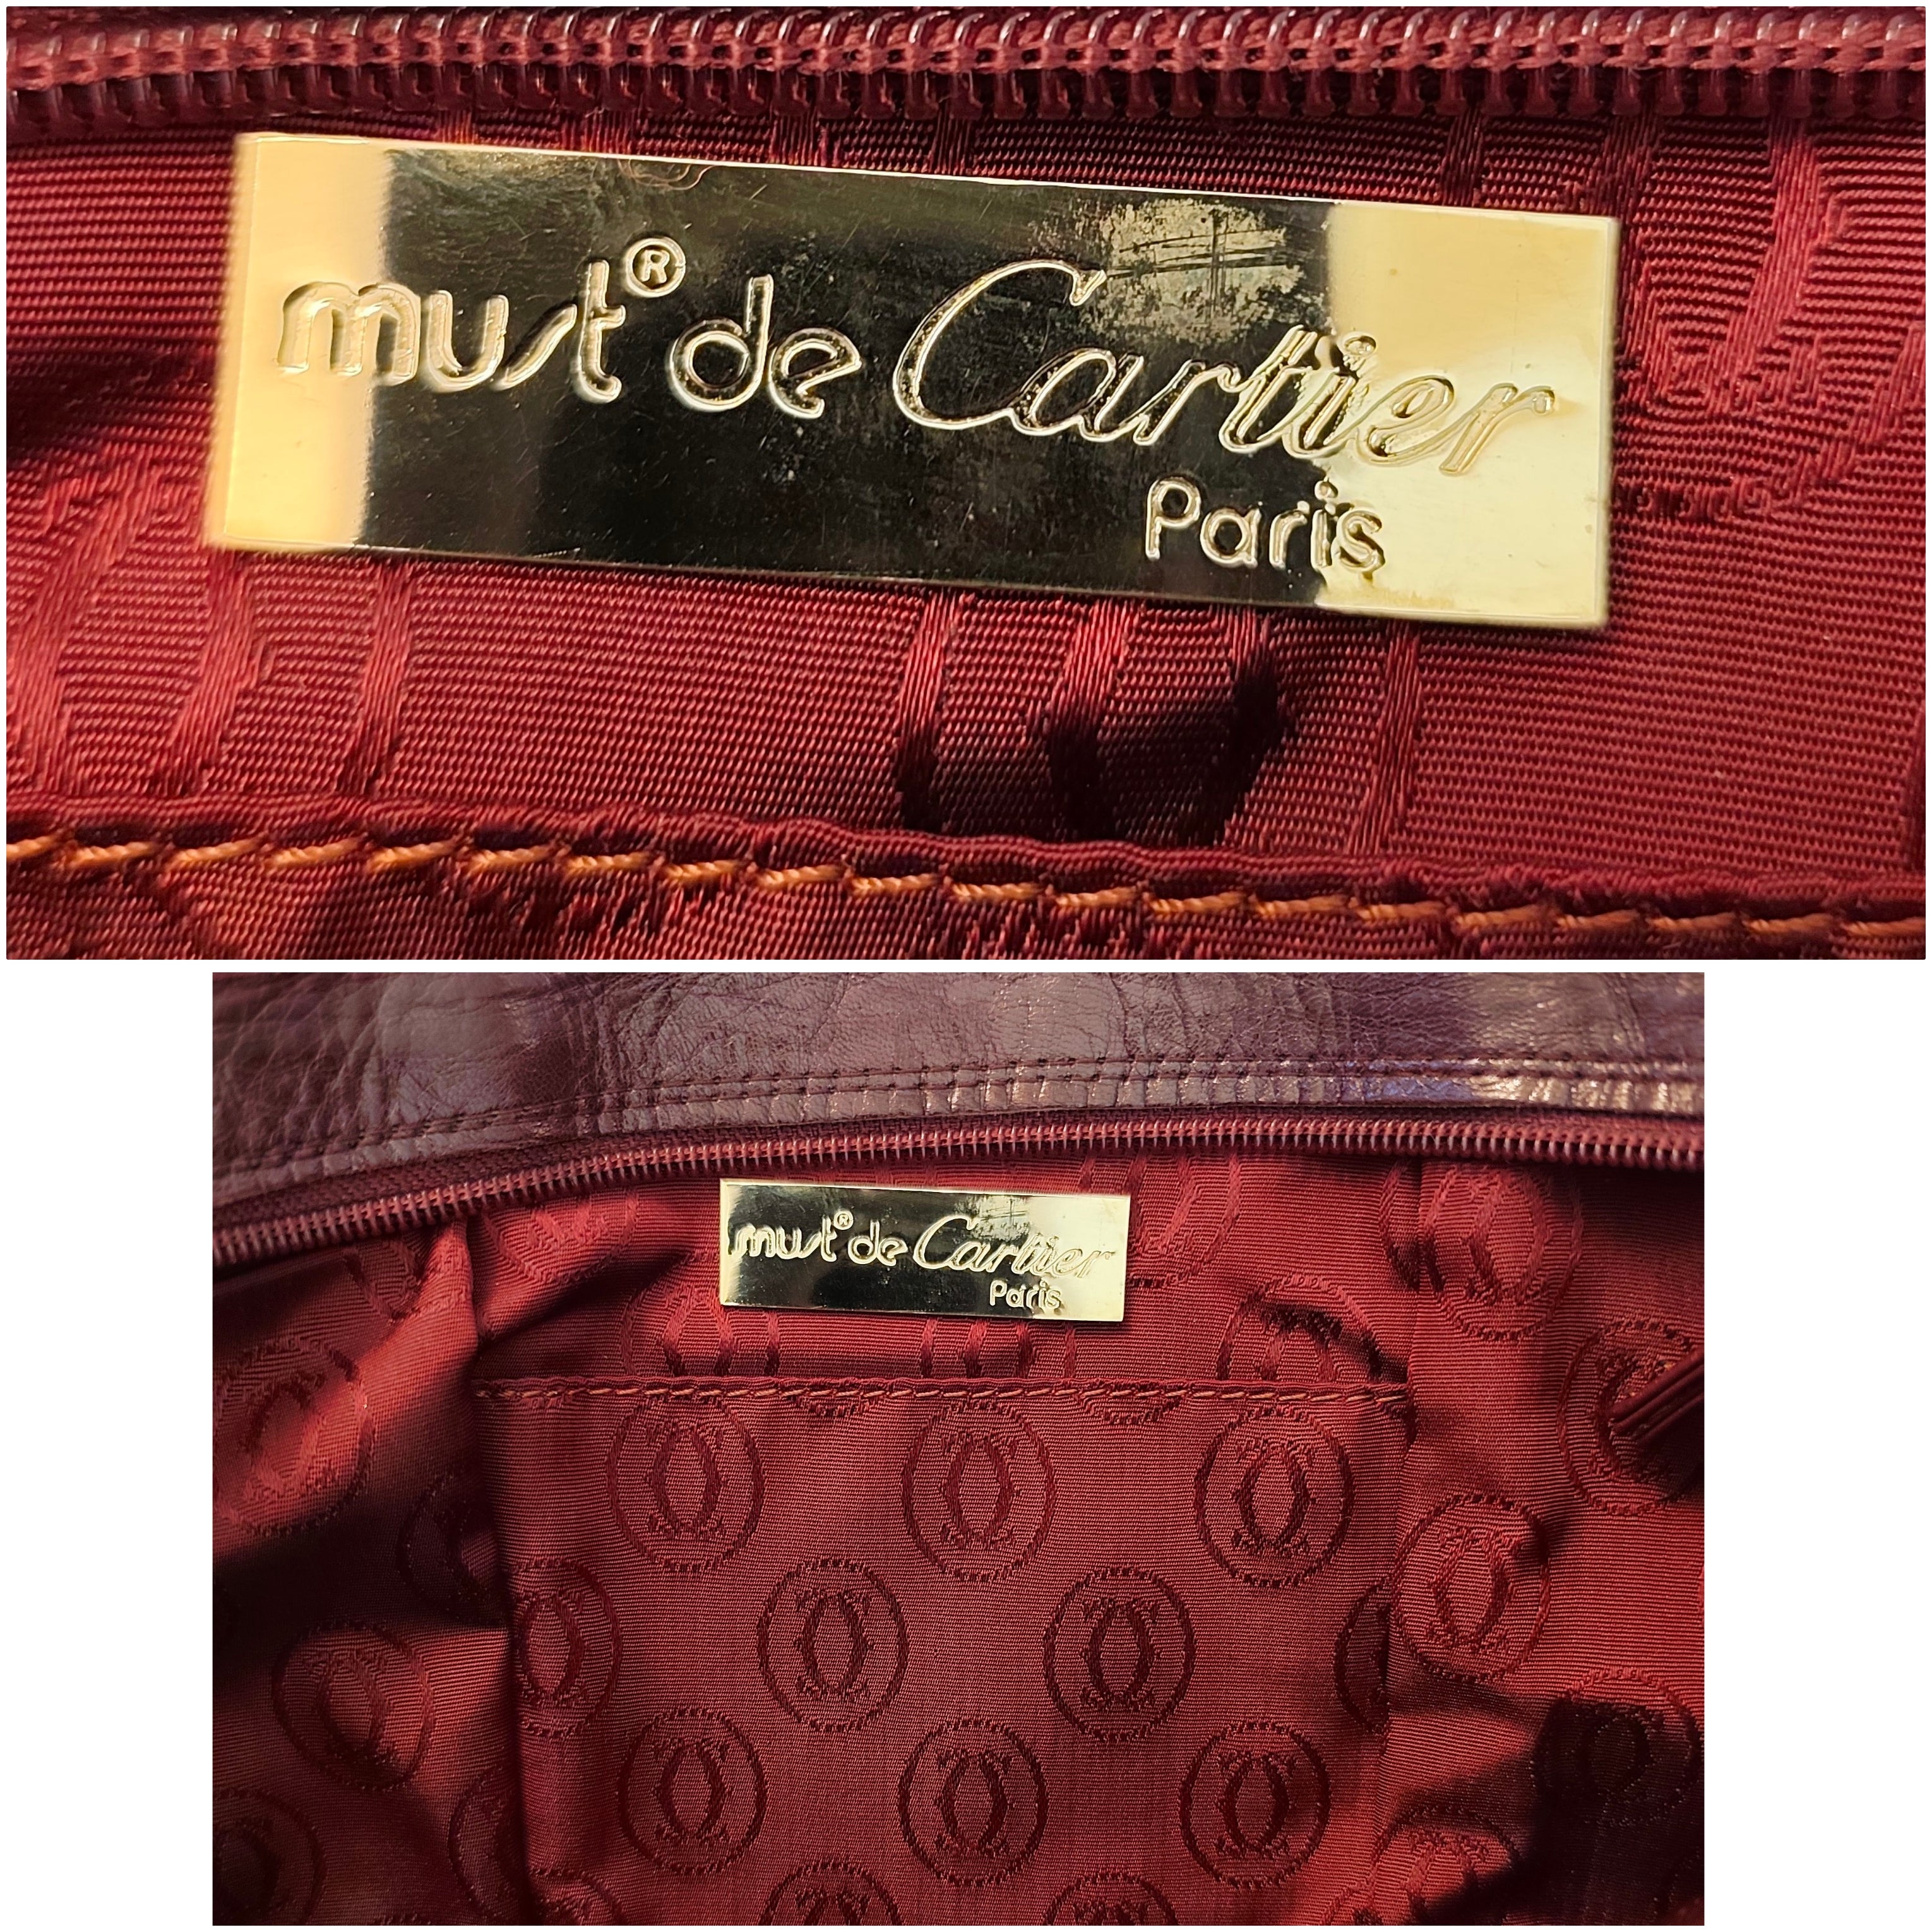 must® de Cartier
Paris
must® de Cartier
Paris